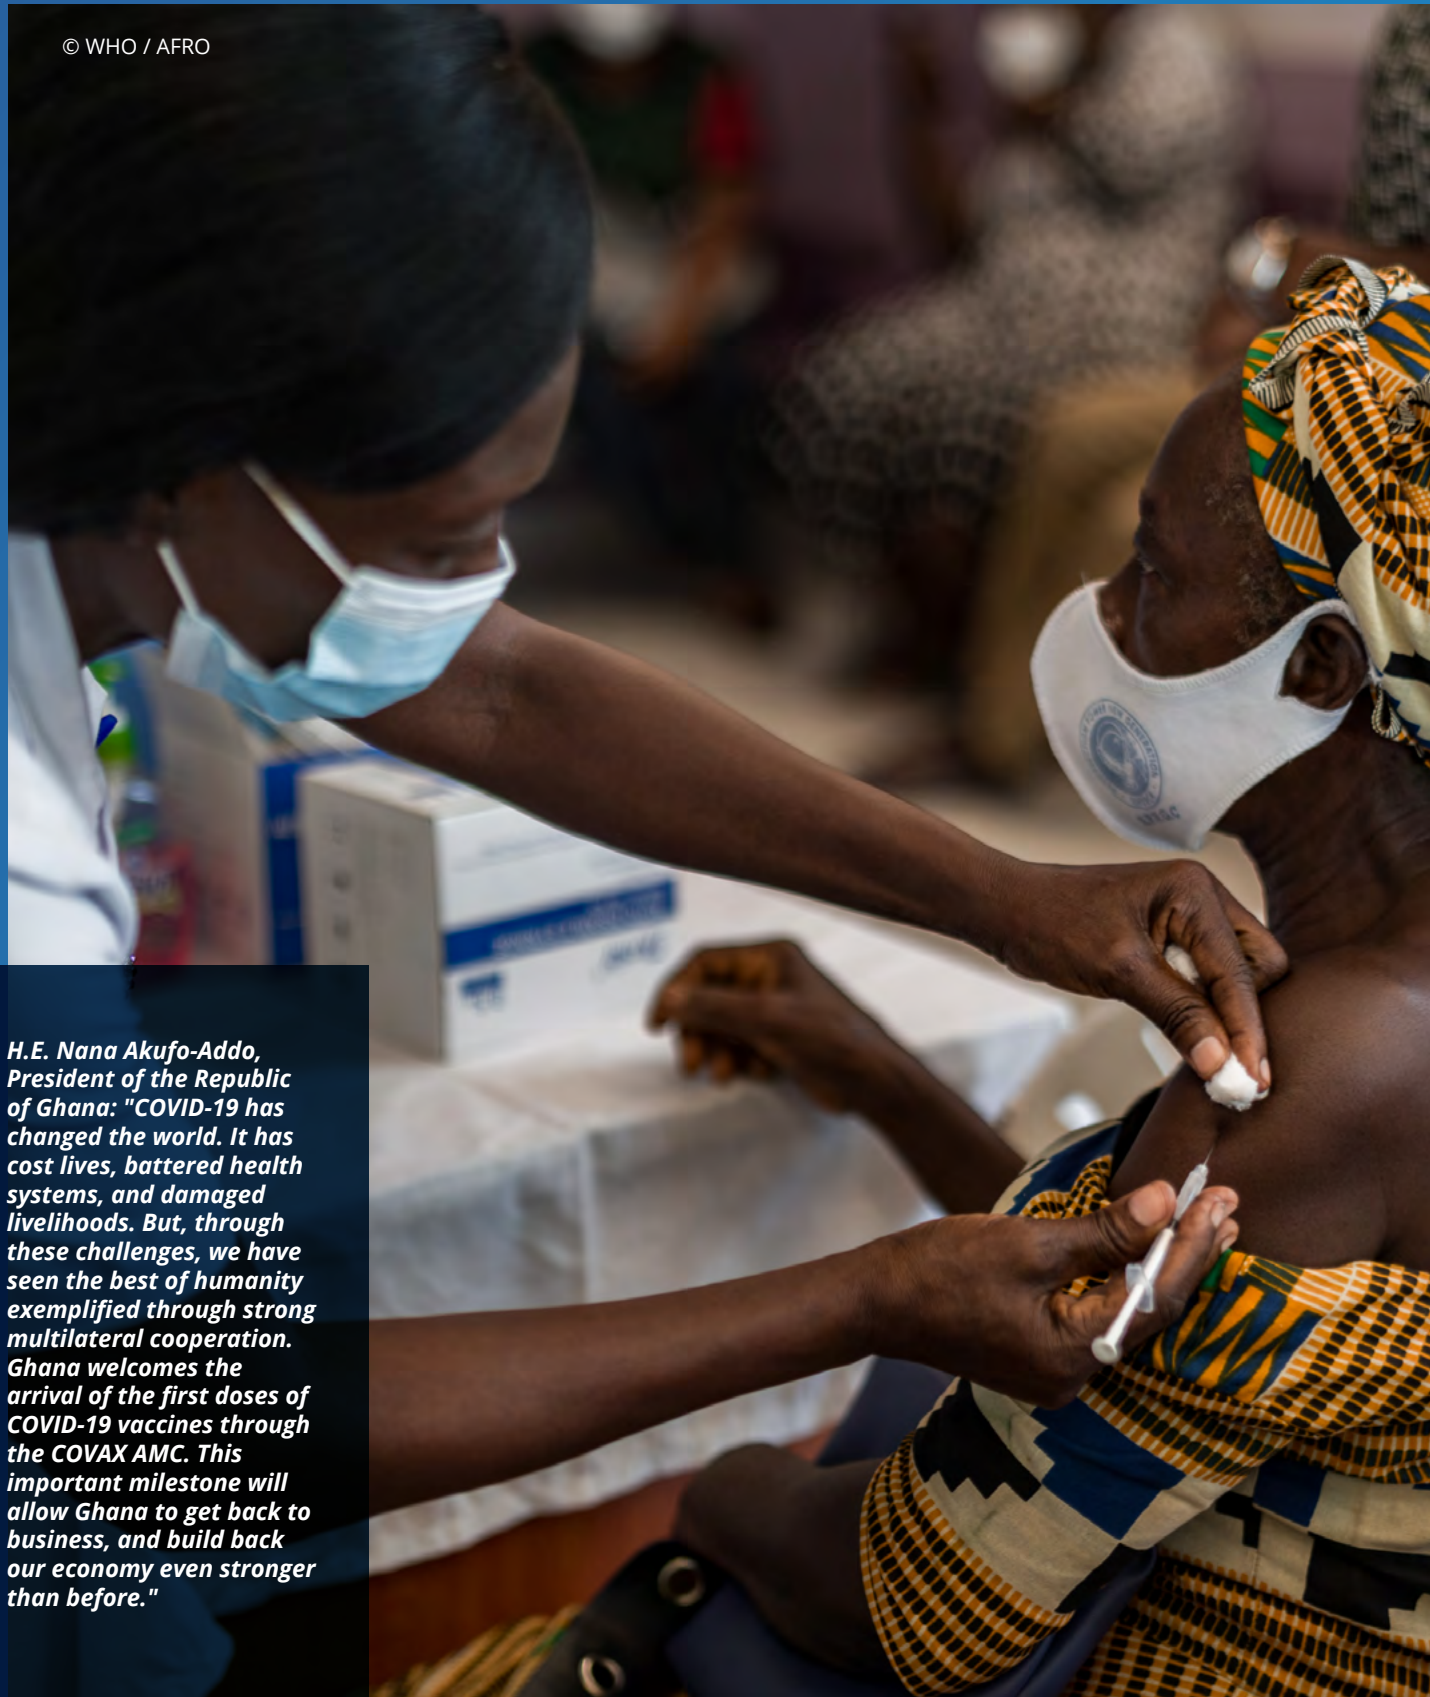 © WHO / AFRO
H.E. Nana Akufo-Addo,
President of the Republic
of Ghana: "COVID-19 has
changed the world. It has
cost lives, battered health
systems, and damaged
livelihoods. But, through
these challenges, we have
seen the best of humanity
exemplified through strong
multilateral cooperation.
Ghana welcomes the
arrival of the first doses of
COVID-19 vaccines through
the COVAX AMC. This
important milestone will
allow Ghana to get back to
business, and build back
our economy even stronger
than before."